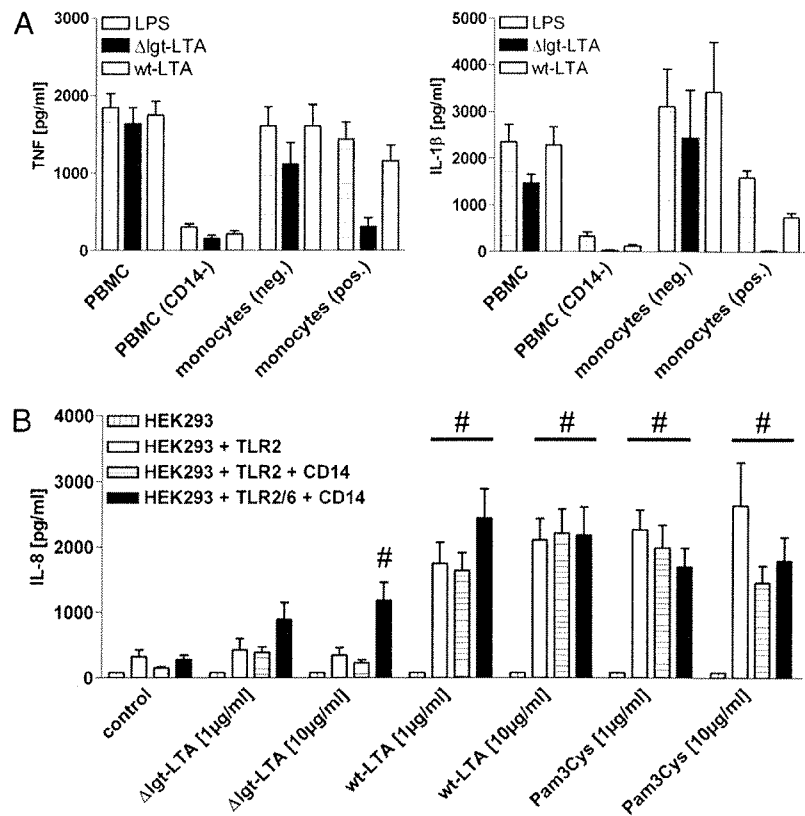 A
TNF [pg/ml]
3000
2000
1000
0
LPS
Δlgt-LTA
wt-LTA
PBMC
PBMC (CD14-)
monocytes (neg.)
monocytes (pos.)
IL-1β [pg/ml]
5000
4000
3000
2000
1000
0
LPS
Δlgt-LTA
wt-LTA
PBMC
PBMC (CD14-)
monocytes (neg.)
monocytes (pos.)
B
IL-8 [pg/ml]
4000
3000
2000
1000
0
HEK293
HEK293 + TLR2
HEK293 + TLR2 + CD14
HEK293 + TLR2/6 + CD14
#
#
#
#
#
control
Δlgt-LTA [1µg/ml]
Δlgt-LTA [10µg/ml]
wt-LTA [1µg/ml]
wt-LTA [10µg/ml]
Pam3Cys [1µg/ml]
Pam3Cys [10µg/ml]